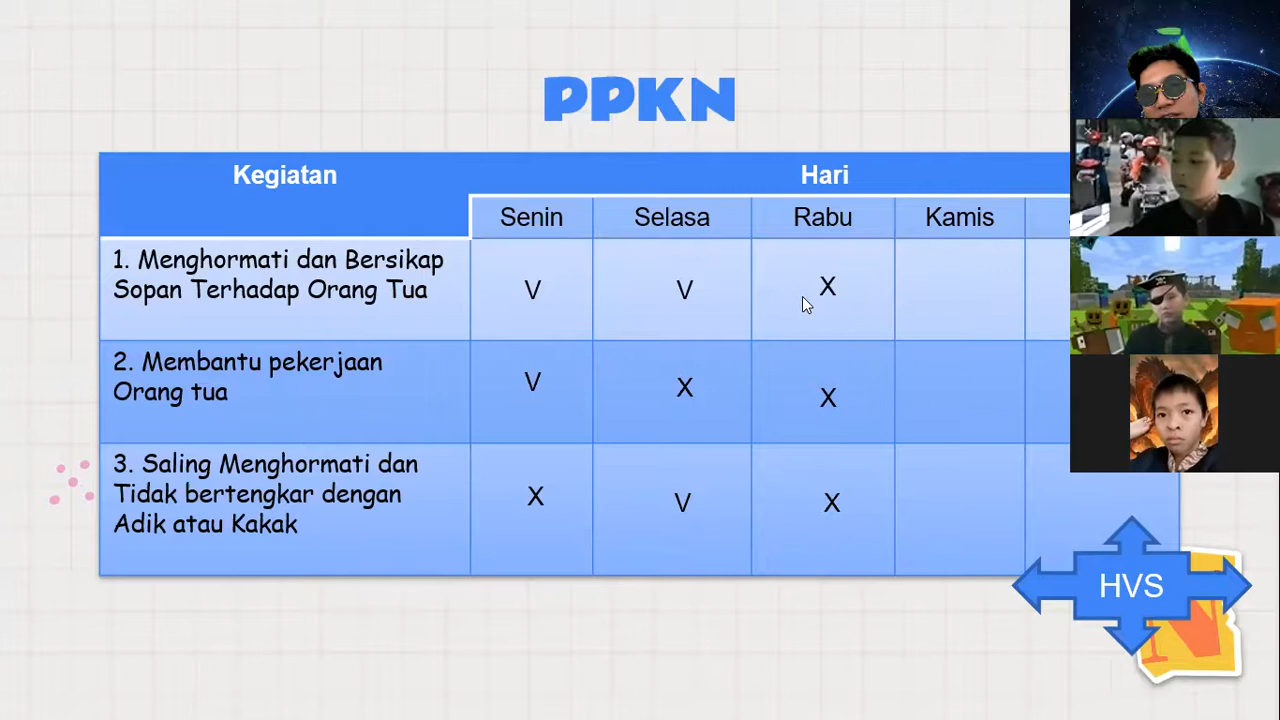 PPKN
Kegiatan Hari
Senin Selasa Rabu Kamis
1. Menghormati dan Bersikap
Sopan Terhadap Orang Tua
V V X
2. Membantu pekerjaan
Orang tua
V X X
3. Saling Menghormati dan
Tidak bertengkar dengan
Adik atau Kakak
X V X
HVS